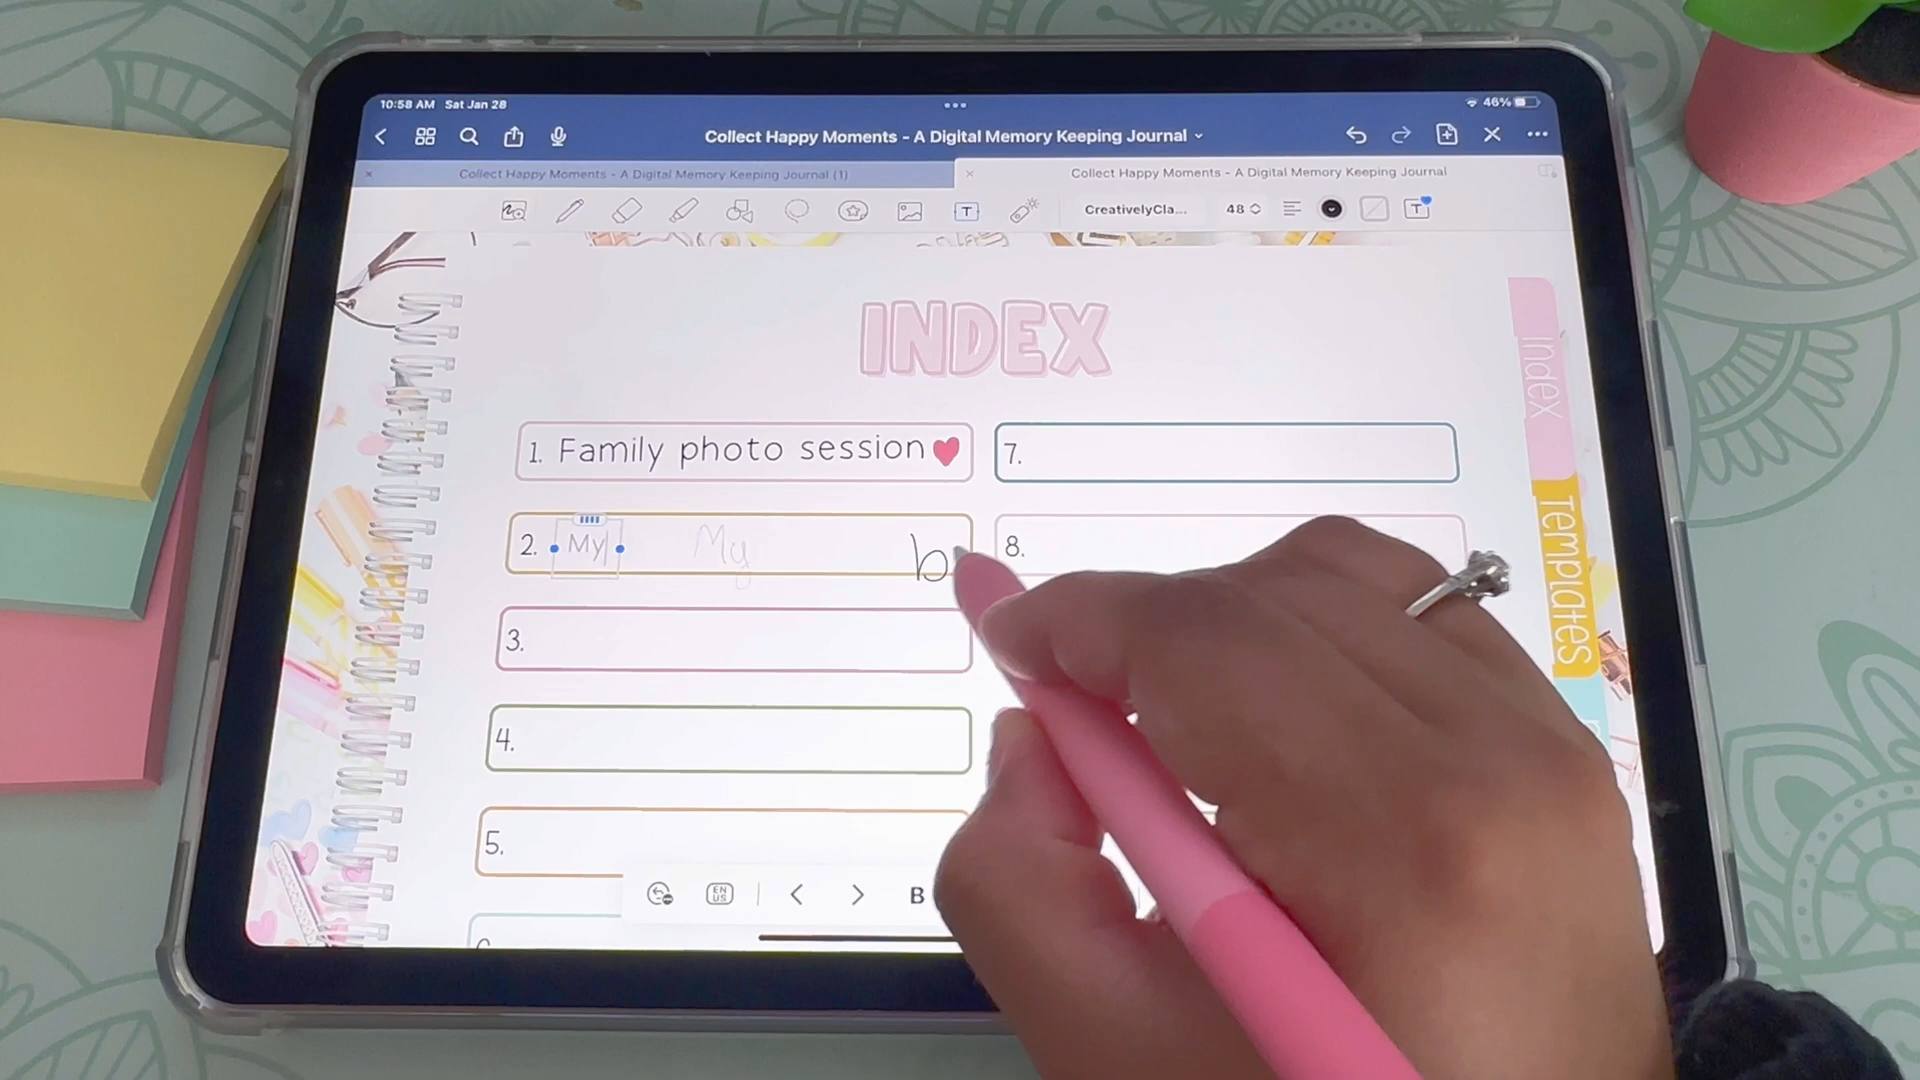 10:58 AM Sat Jan 28
46%
Collect Happy Moments - A Digital Memory Keeping Journal
Collect Happy Moments - A Digital Memory Keeping Journal (1)
Collect Happy Moments - A Digital Memory Keeping Journal
T CreativelyCla... 48 T
INDEX
Index
Templates
1. Family photo session
7.
2. My My b
8.
3.
4.
5.
EN US B